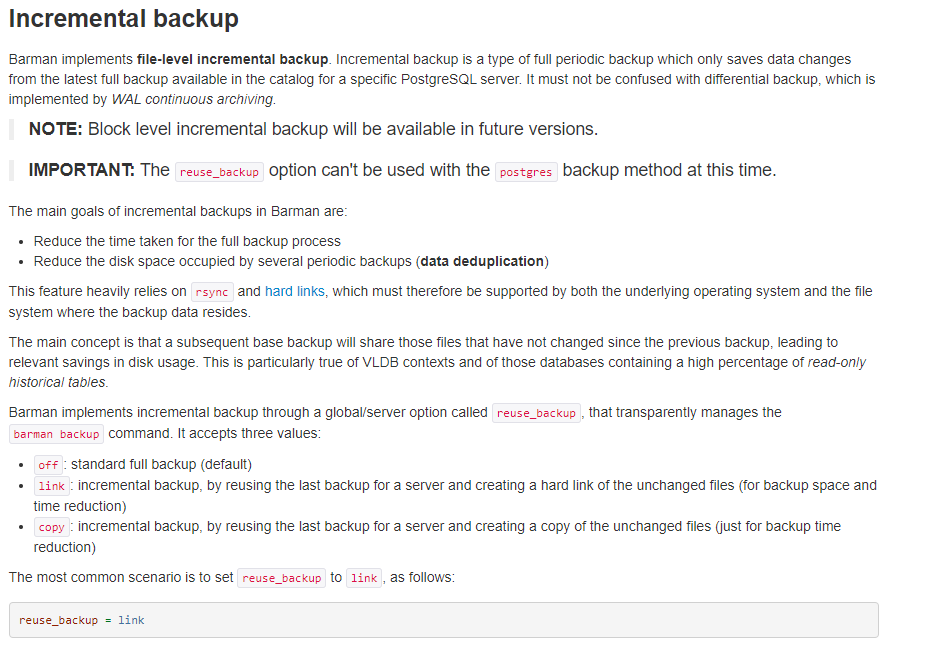 Incremental backup
Barman implements file-level incremental backup. Incremental backup is a type of full periodic backup which only saves data changes
from the latest full backup available in the catalog for a specific PostgreSQL server. It must not be confused with differential backup, which is
implemented by WAL continuous archiving.
NOTE: Block level incremental backup will be available in future versions.
IMPORTANT: The reuse_backup option can't be used with the postgres backup method at this time.
The main goals of incremental backups in Barman are:
• Reduce the time taken for the full backup process
• Reduce the disk space occupied by several periodic backups (data deduplication)
This feature heavily relies on rsync and hard links, which must therefore be supported by both the underlying operating system and the file
system where the backup data resides.
The main concept is that a subsequent base backup will share those files that have not changed since the previous backup, leading to
relevant savings in disk usage. This is particularly true of VLDB contexts and of those databases containing a high percentage of read-only
historical tables.
Barman implements incremental backup through a global/server option called reuse_backup, that transparently manages the
barman backup command. It accepts three values:
• off: standard full backup (default)
• link: incremental backup, by reusing the last backup for a server and creating a hard link of the unchanged files (for backup space and
time reduction)
• copy: incremental backup, by reusing the last backup for a server and creating a copy of the unchanged files (just for backup time
reduction)
The most common scenario is to set reuse_backup to link, as follows:
reuse_backup = link